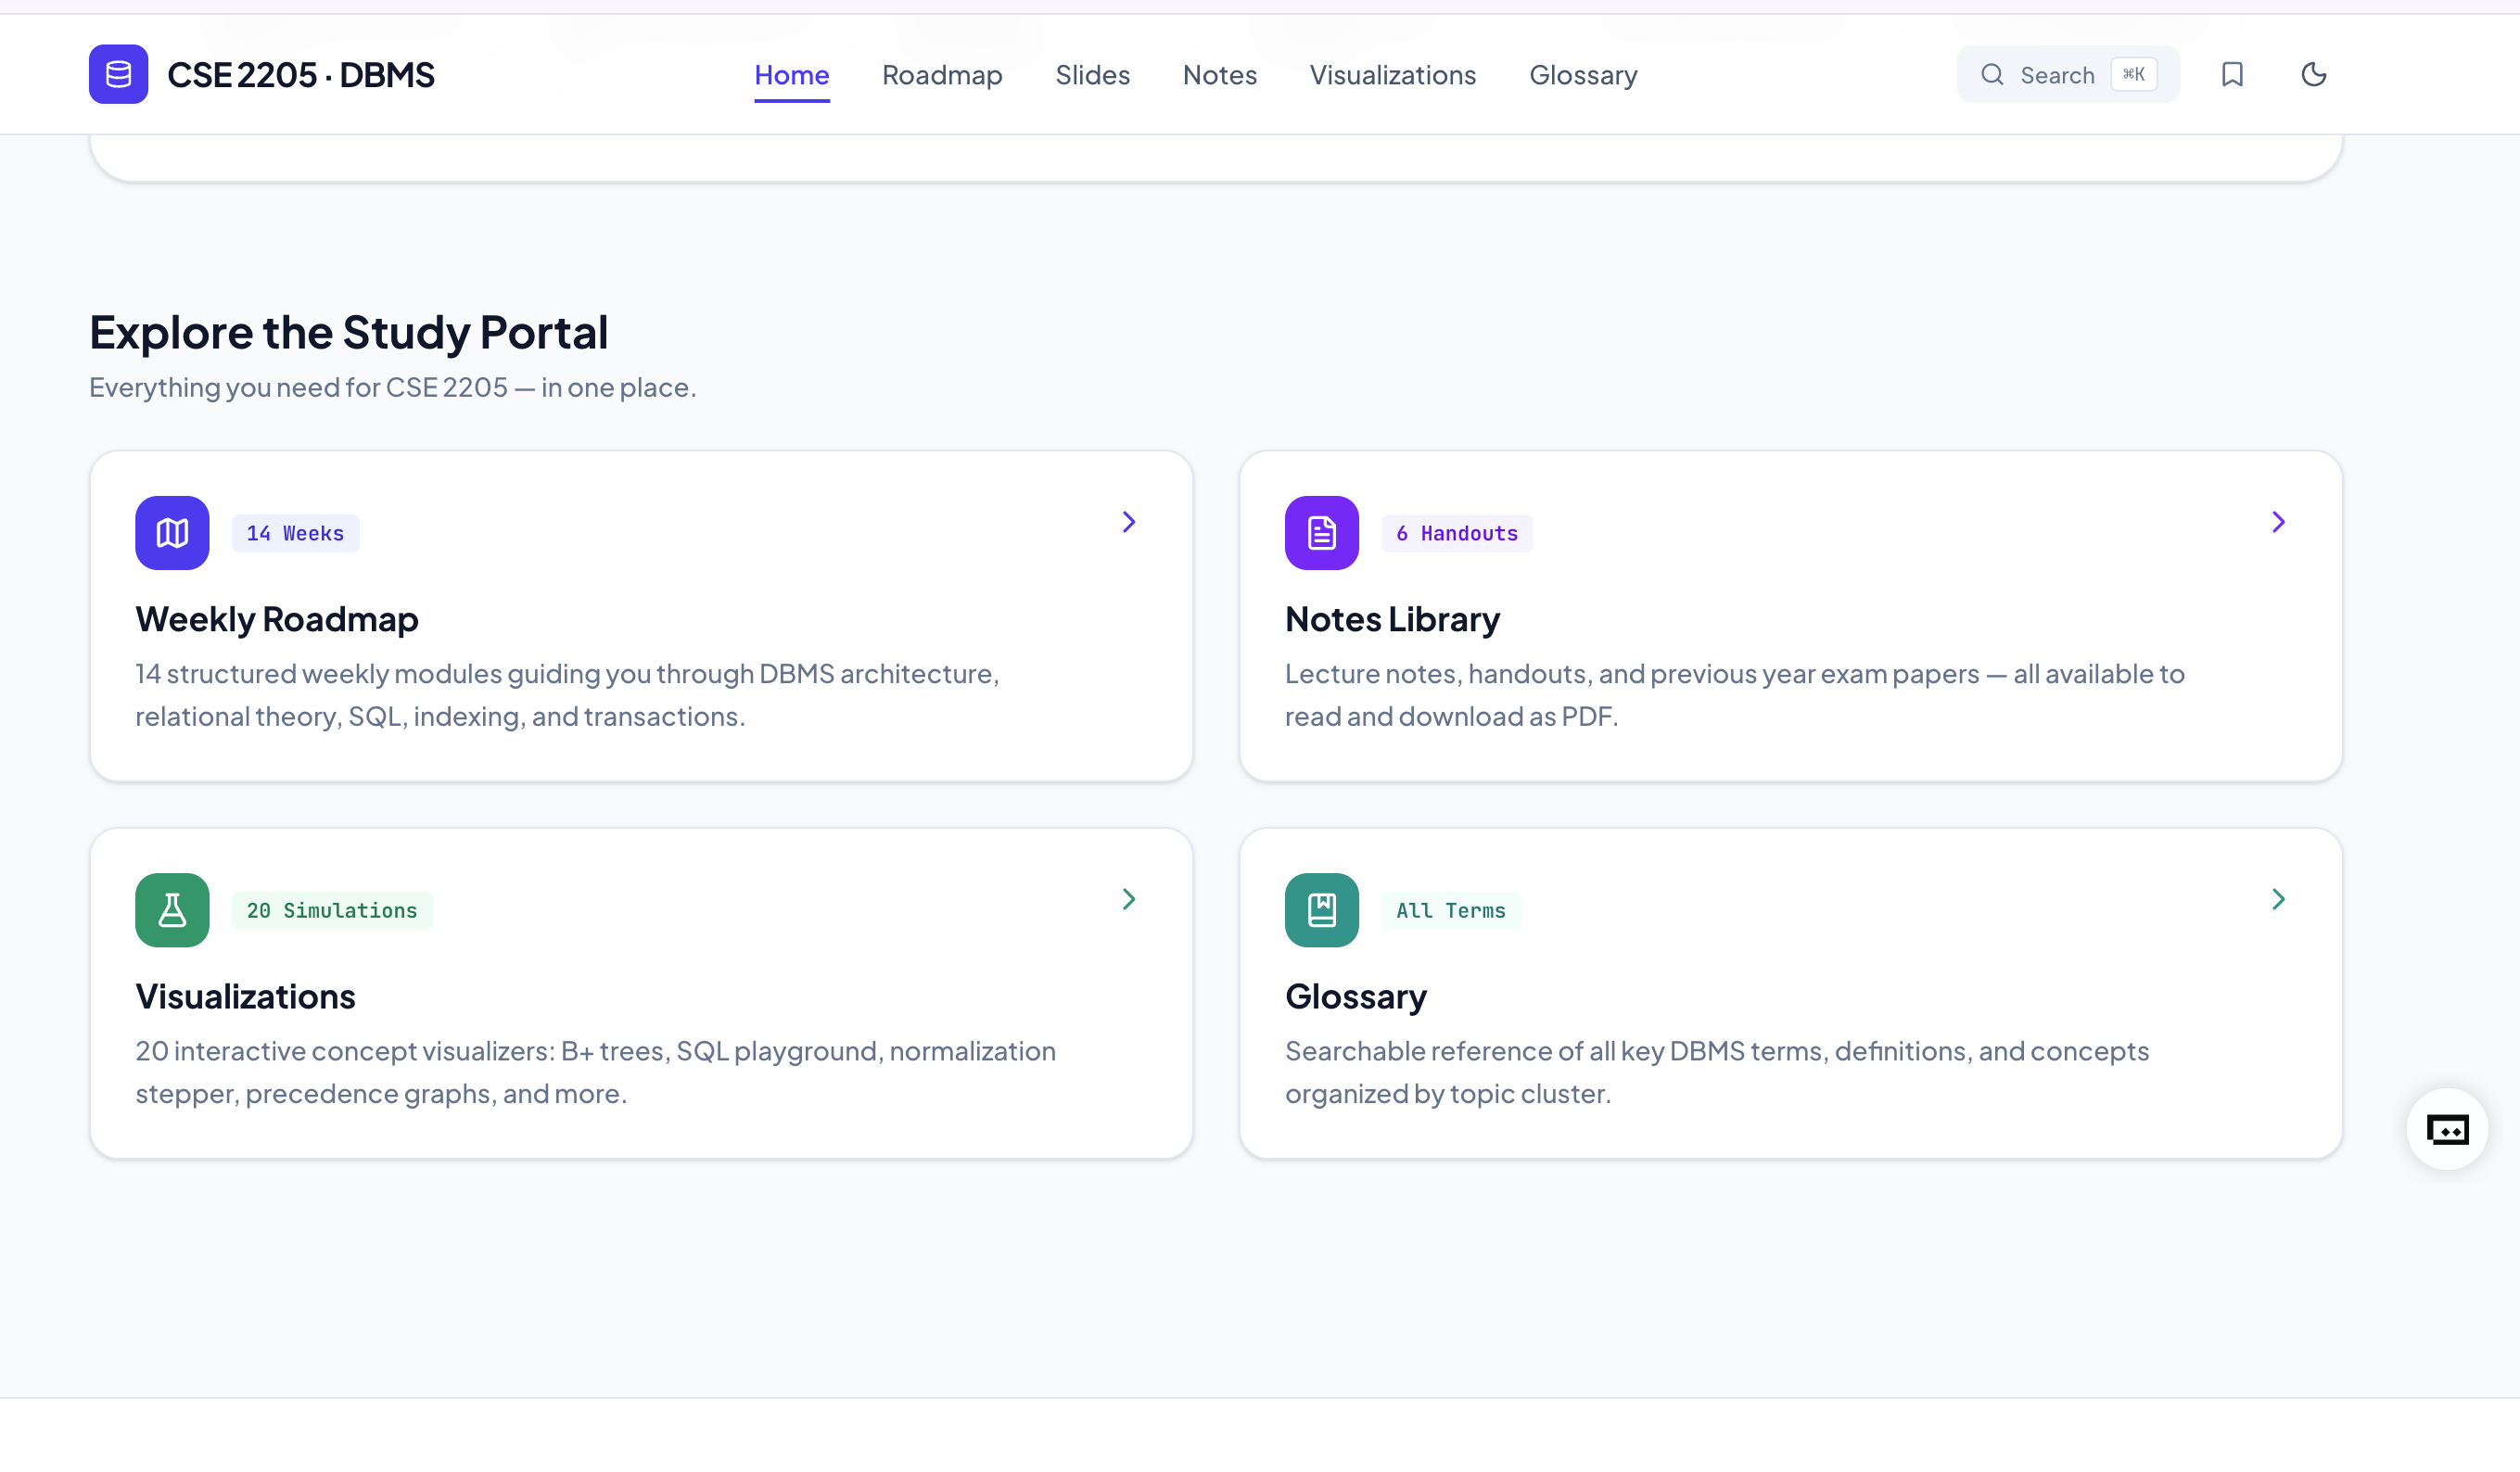 CSE 2205 · DBMS
Home
Roadmap
Slides
Notes
Visualizations
Glossary
Search
⌘K
Explore the Study Portal
Everything you need for CSE 2205 — in one place.
14 Weeks
Weekly Roadmap
14 structured weekly modules guiding you through DBMS architecture,
relational theory, SQL, indexing, and transactions.
6 Handouts
Notes Library
Lecture notes, handouts, and previous year exam papers — all available to
read and download as PDF.
20 Simulations
Visualizations
20 interactive concept visualizers: B+ trees, SQL playground, normalization
stepper, precedence graphs, and more.
All Terms
Glossary
Searchable reference of all key DBMS terms, definitions, and concepts
organized by topic cluster.